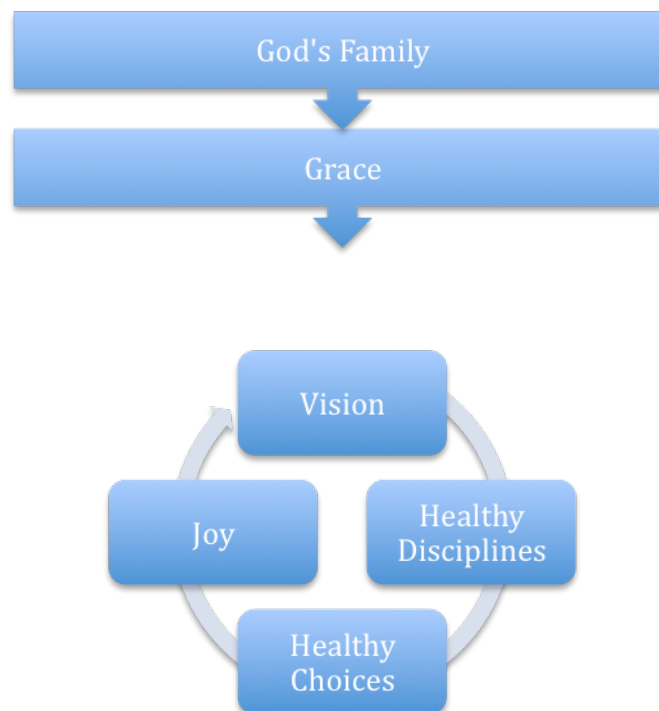 God's Family
Grace
Vision
Joy
Healthy
Disciplines
Healthy
Choices